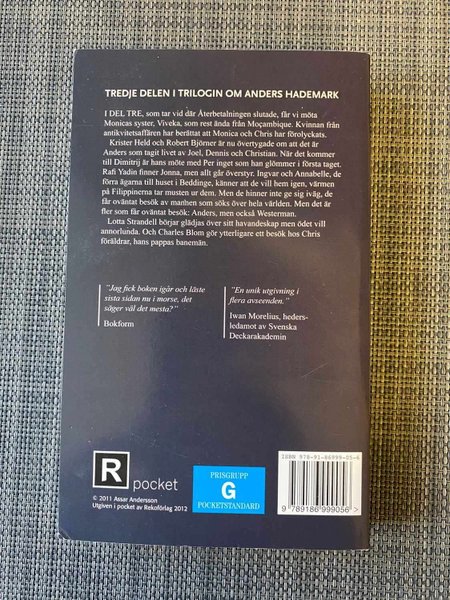 TREDJE DELEN I TRILOGIN OM ANDERS HADEMARK
I DEL TRE, som tar vid där Återbetalningen slutade, får vi möta
Monicas syster, Viveka, som rest ända från Moçambique. Kvinnan från
antikvitetsaffären har berättat att Monica och Chris har förolyckats.
Krister Held och Robert Björner är nu övertygade om att det är
Anders som tagit livet av Joel, Dennis och Christian. När det kommer
till Dimitrij är hans möte med Per inget som han glömmer i första taget.
Rafi Yadin finner Jonna, men allt går överstyr. Ingvar och Annabelle, de
förra ägarna till huset i Beddinge, känner att de vill hem igen, värmen
på Filippinerna tar musten ur dem. Men de hinner inte ge sig iväg, de
får oväntat besök av manhen som söks över hela världen. Men det är
fler som får oväntat besök: Anders, men också Westerman.
Lotta Strandell börjar glädjas över sitt havandeskap men ödet vill
annorlunda. Och Charles Blom gör ytterligare ett besök hos Chris
föräldrar, hans pappas banemän.
”Jag fick boken igår och läste
sista sidan nu i morse, det
säger väl det mesta?”
Bokform
”En unik utgivning i
flera avseenden.”
Iwan Morelius, heders-
ledamot av Svenska
Deckarakademin
R
pocket
© 2011 Assar Andersson
Utgiven i pocket av Rekoförlag 2012
PRISGRUPP
G
POCKETSTANDARD
ISBN 978-91-86999-05-6
9 789186 999056 >